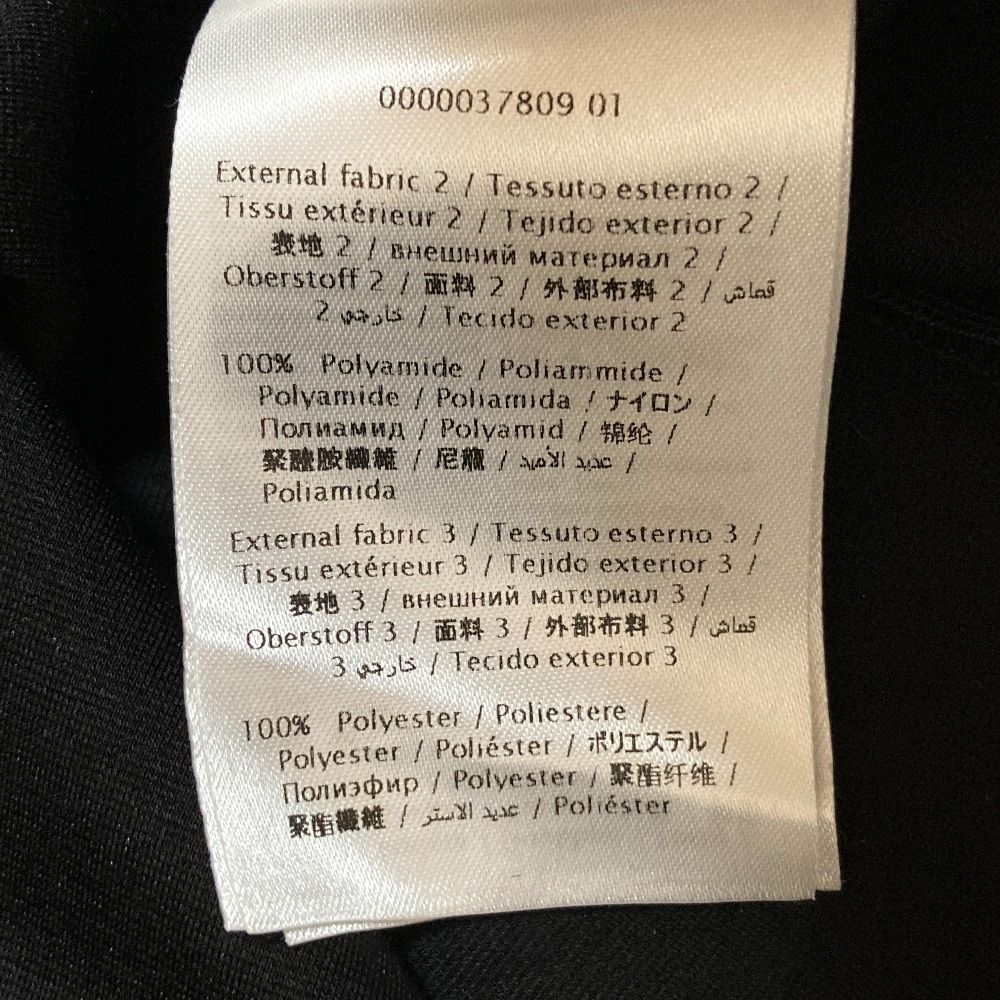 0000037809 01
External fabric 2 / Tessuto esterno 2 /
Tissu extérieur 2 / Tejido exterior 2 /
表地 2 / внешний материал 2 /
Oberstoff 2 / 面料 2 / 外部布料 2 / قماش
خارجي 2 / Tecido exterior 2
100% Polyamide / Poliammide /
Polyamide / Poliamida / ナイロン /
Полиамид / Polyamid / 锦纶 /
聚醯胺纖維 / 尼龍 / عديد الأميد /
Poliamida
External fabric 3 / Tessuto esterno 3 /
Tissu extérieur 3 / Tejido exterior 3 /
表地 3 / внешний материал 3 /
Oberstoff 3 / 面料 3 / 外部布料 3 / قماش
خارجي 3 / Tecido exterior 3
100% Polyester / Poliestere /
Polyester / Poliéster / ポリエステル /
Полиэфир / Polyester / 聚酯纤维 /
聚酯纖維 / عديد الاستر / Poliéster